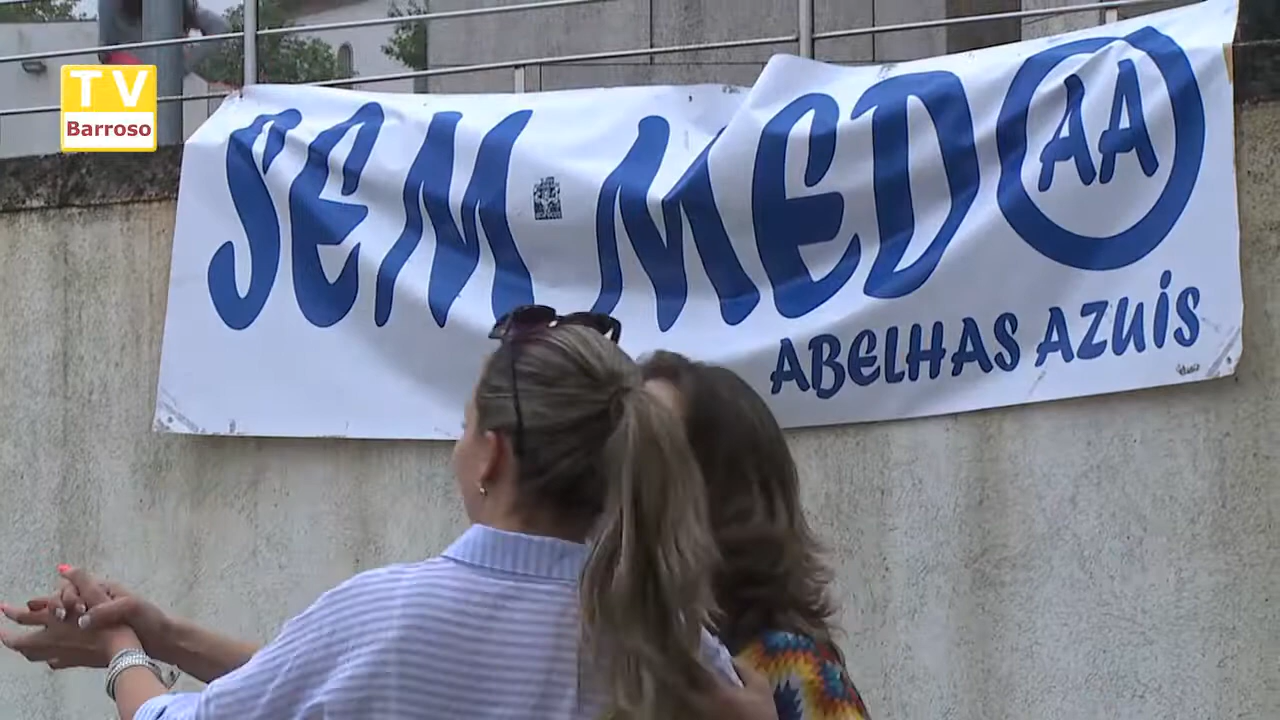 TV
Barroso
SEM MEDO
AA
ABELHAS AZUIS